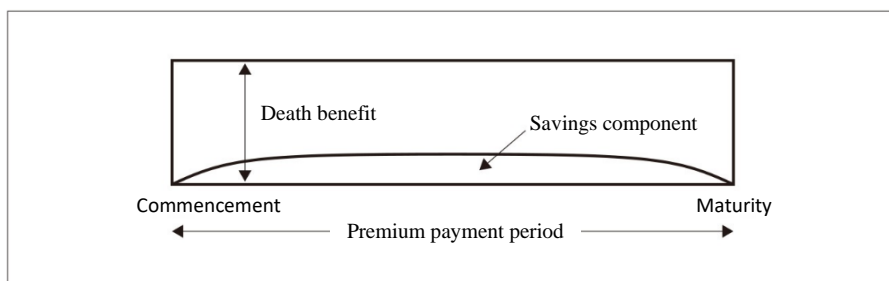 Death benefit
Savings component
Commencement
Maturity
Premium payment period